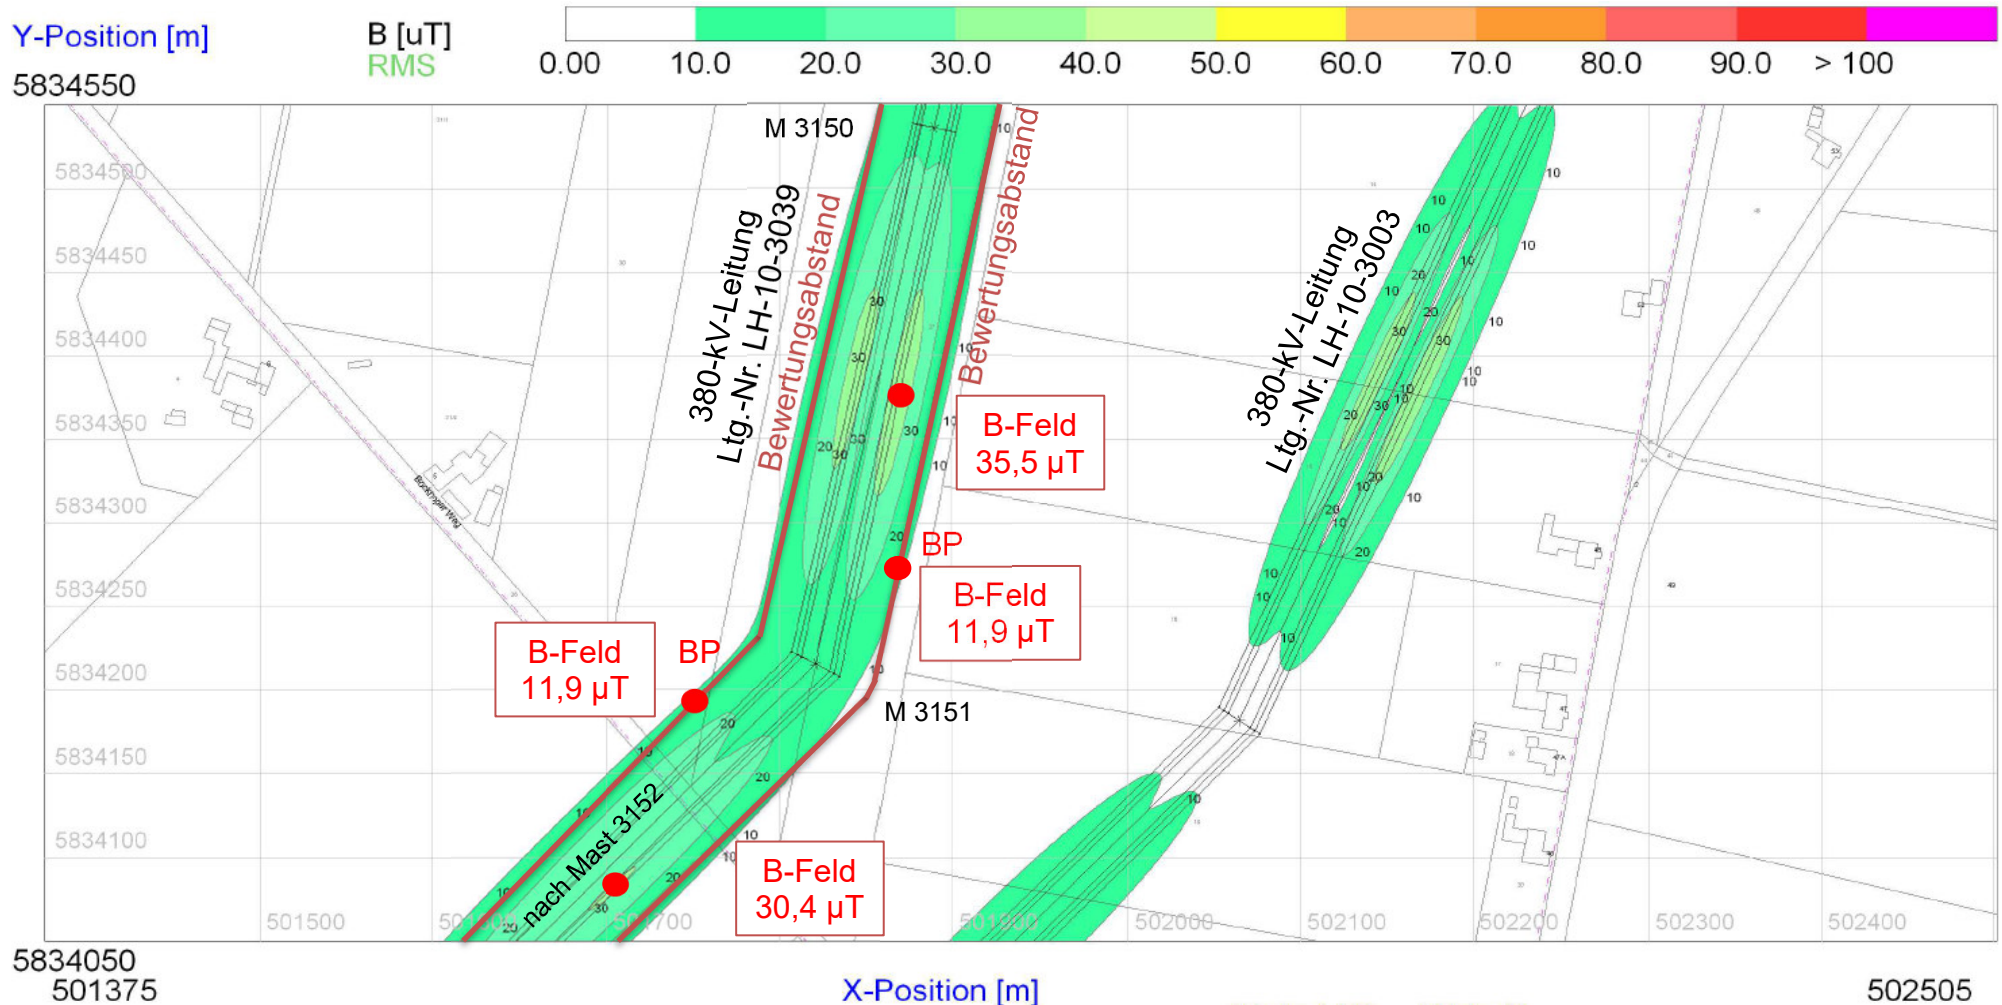 Y-Position [m]
B [uT]
RMS
0.00 10.0 20.0 30.0 40.0 50.0 60.0 70.0 80.0 90.0 > 100
5834550
5834500
5834450
5834400
5834350
5834300
5834250
5834200
5834150
5834100
M 3150
380-kV-Leitung
Ltg.-Nr. LH-10-3039
Bewertungsabstand
Bewertungsabstand
380-kV-Leitung
Ltg.-Nr. LH-10-3003
B-Feld
35,5 µT
BP
B-Feld
11,9 µT
B-Feld
11,9 µT
BP
M 3151
nach Mast 3152
B-Feld
30,4 µT
501500 501600 501700 501900 502000 502100 502200 502300 502400
5834050
501375
X-Position [m]
502505